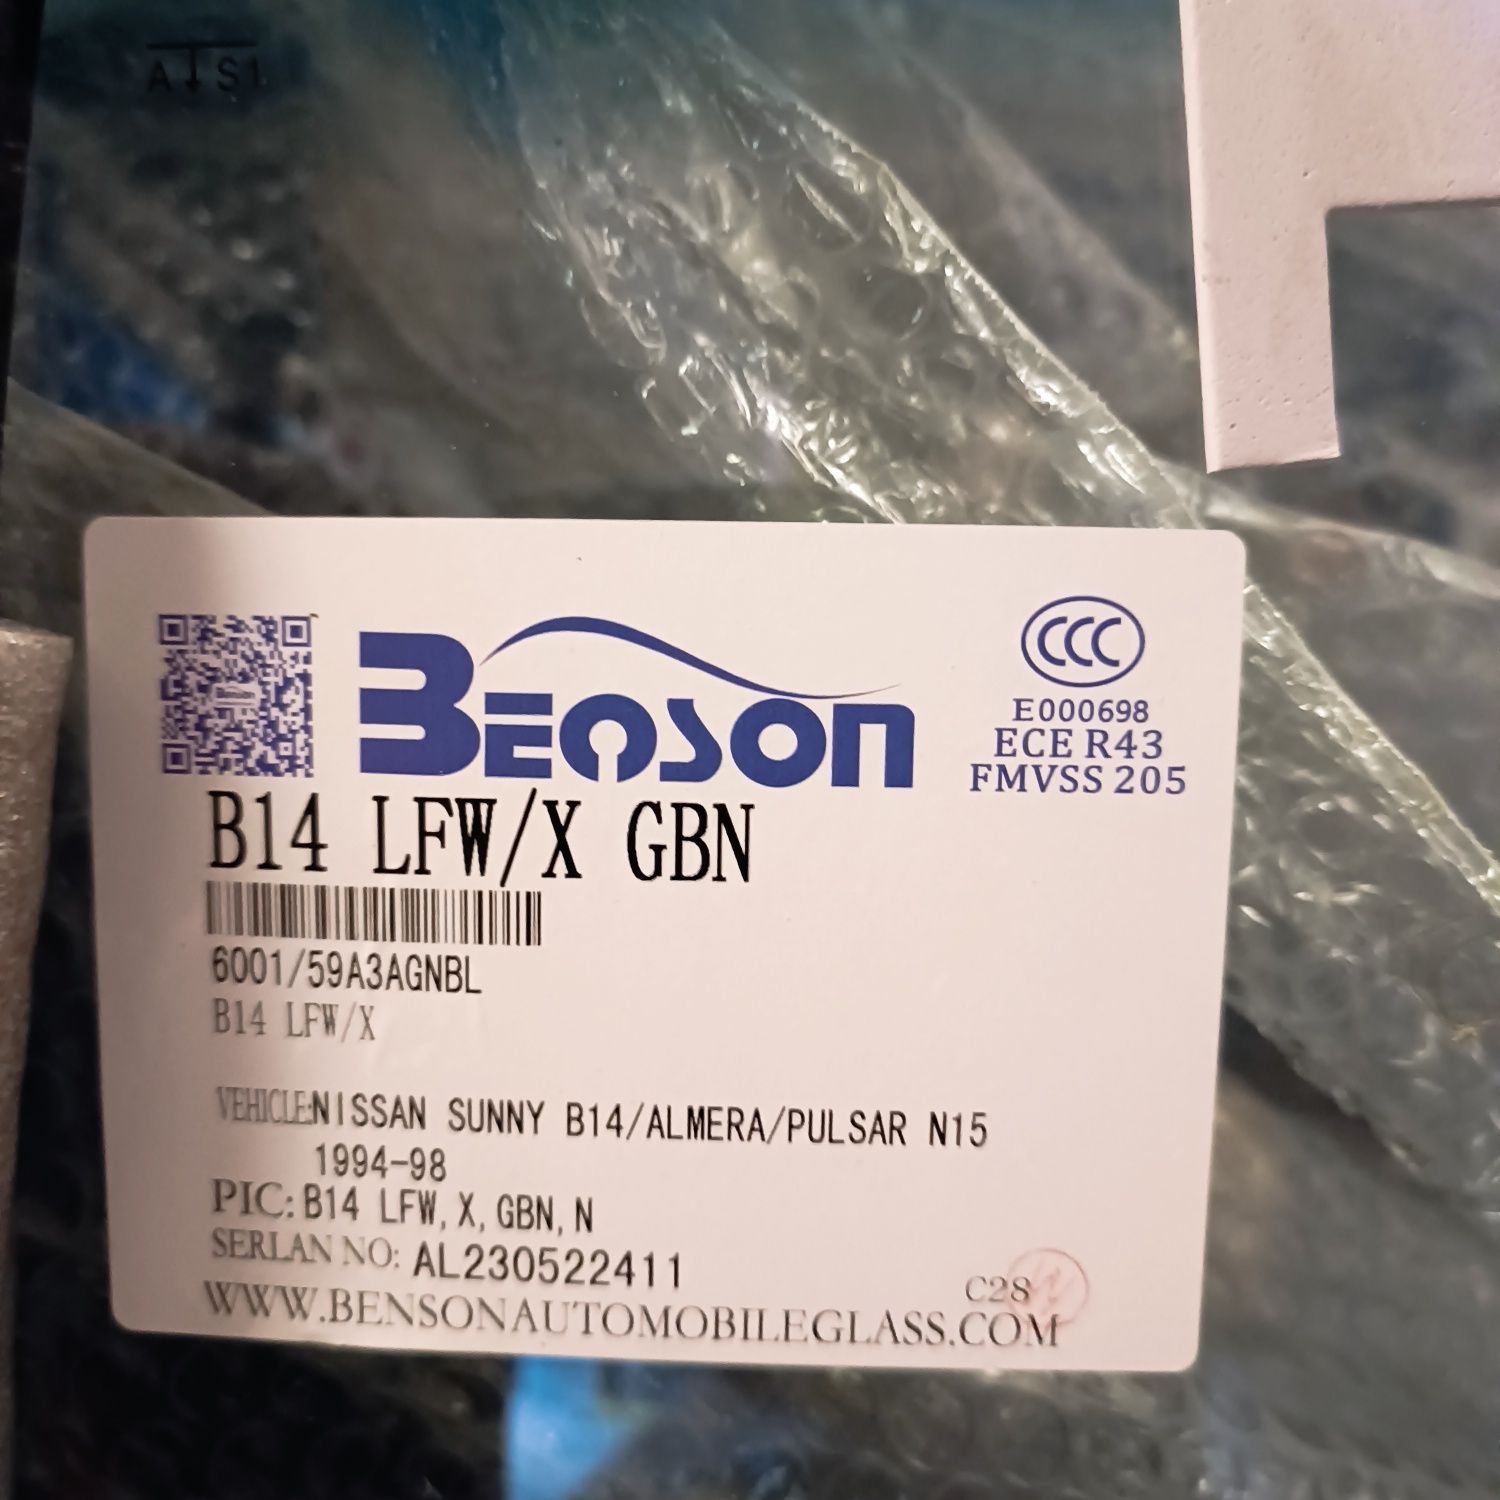 A↓S1
BENSON
CCC
E000698
ECE R43
FMVSS 205
B14 LFW/X GBN
6001/59A3AGNBL
B14 LFW/X
VEHICLE:NISSAN SUNNY B14/ALMERA/PULSAR N15
1994-98
PIC: B14 LFW, X, GBN, N
SERLAN NO: AL230522411
C28
WWW.BENSONAUTOMOBILEGLASS.COM